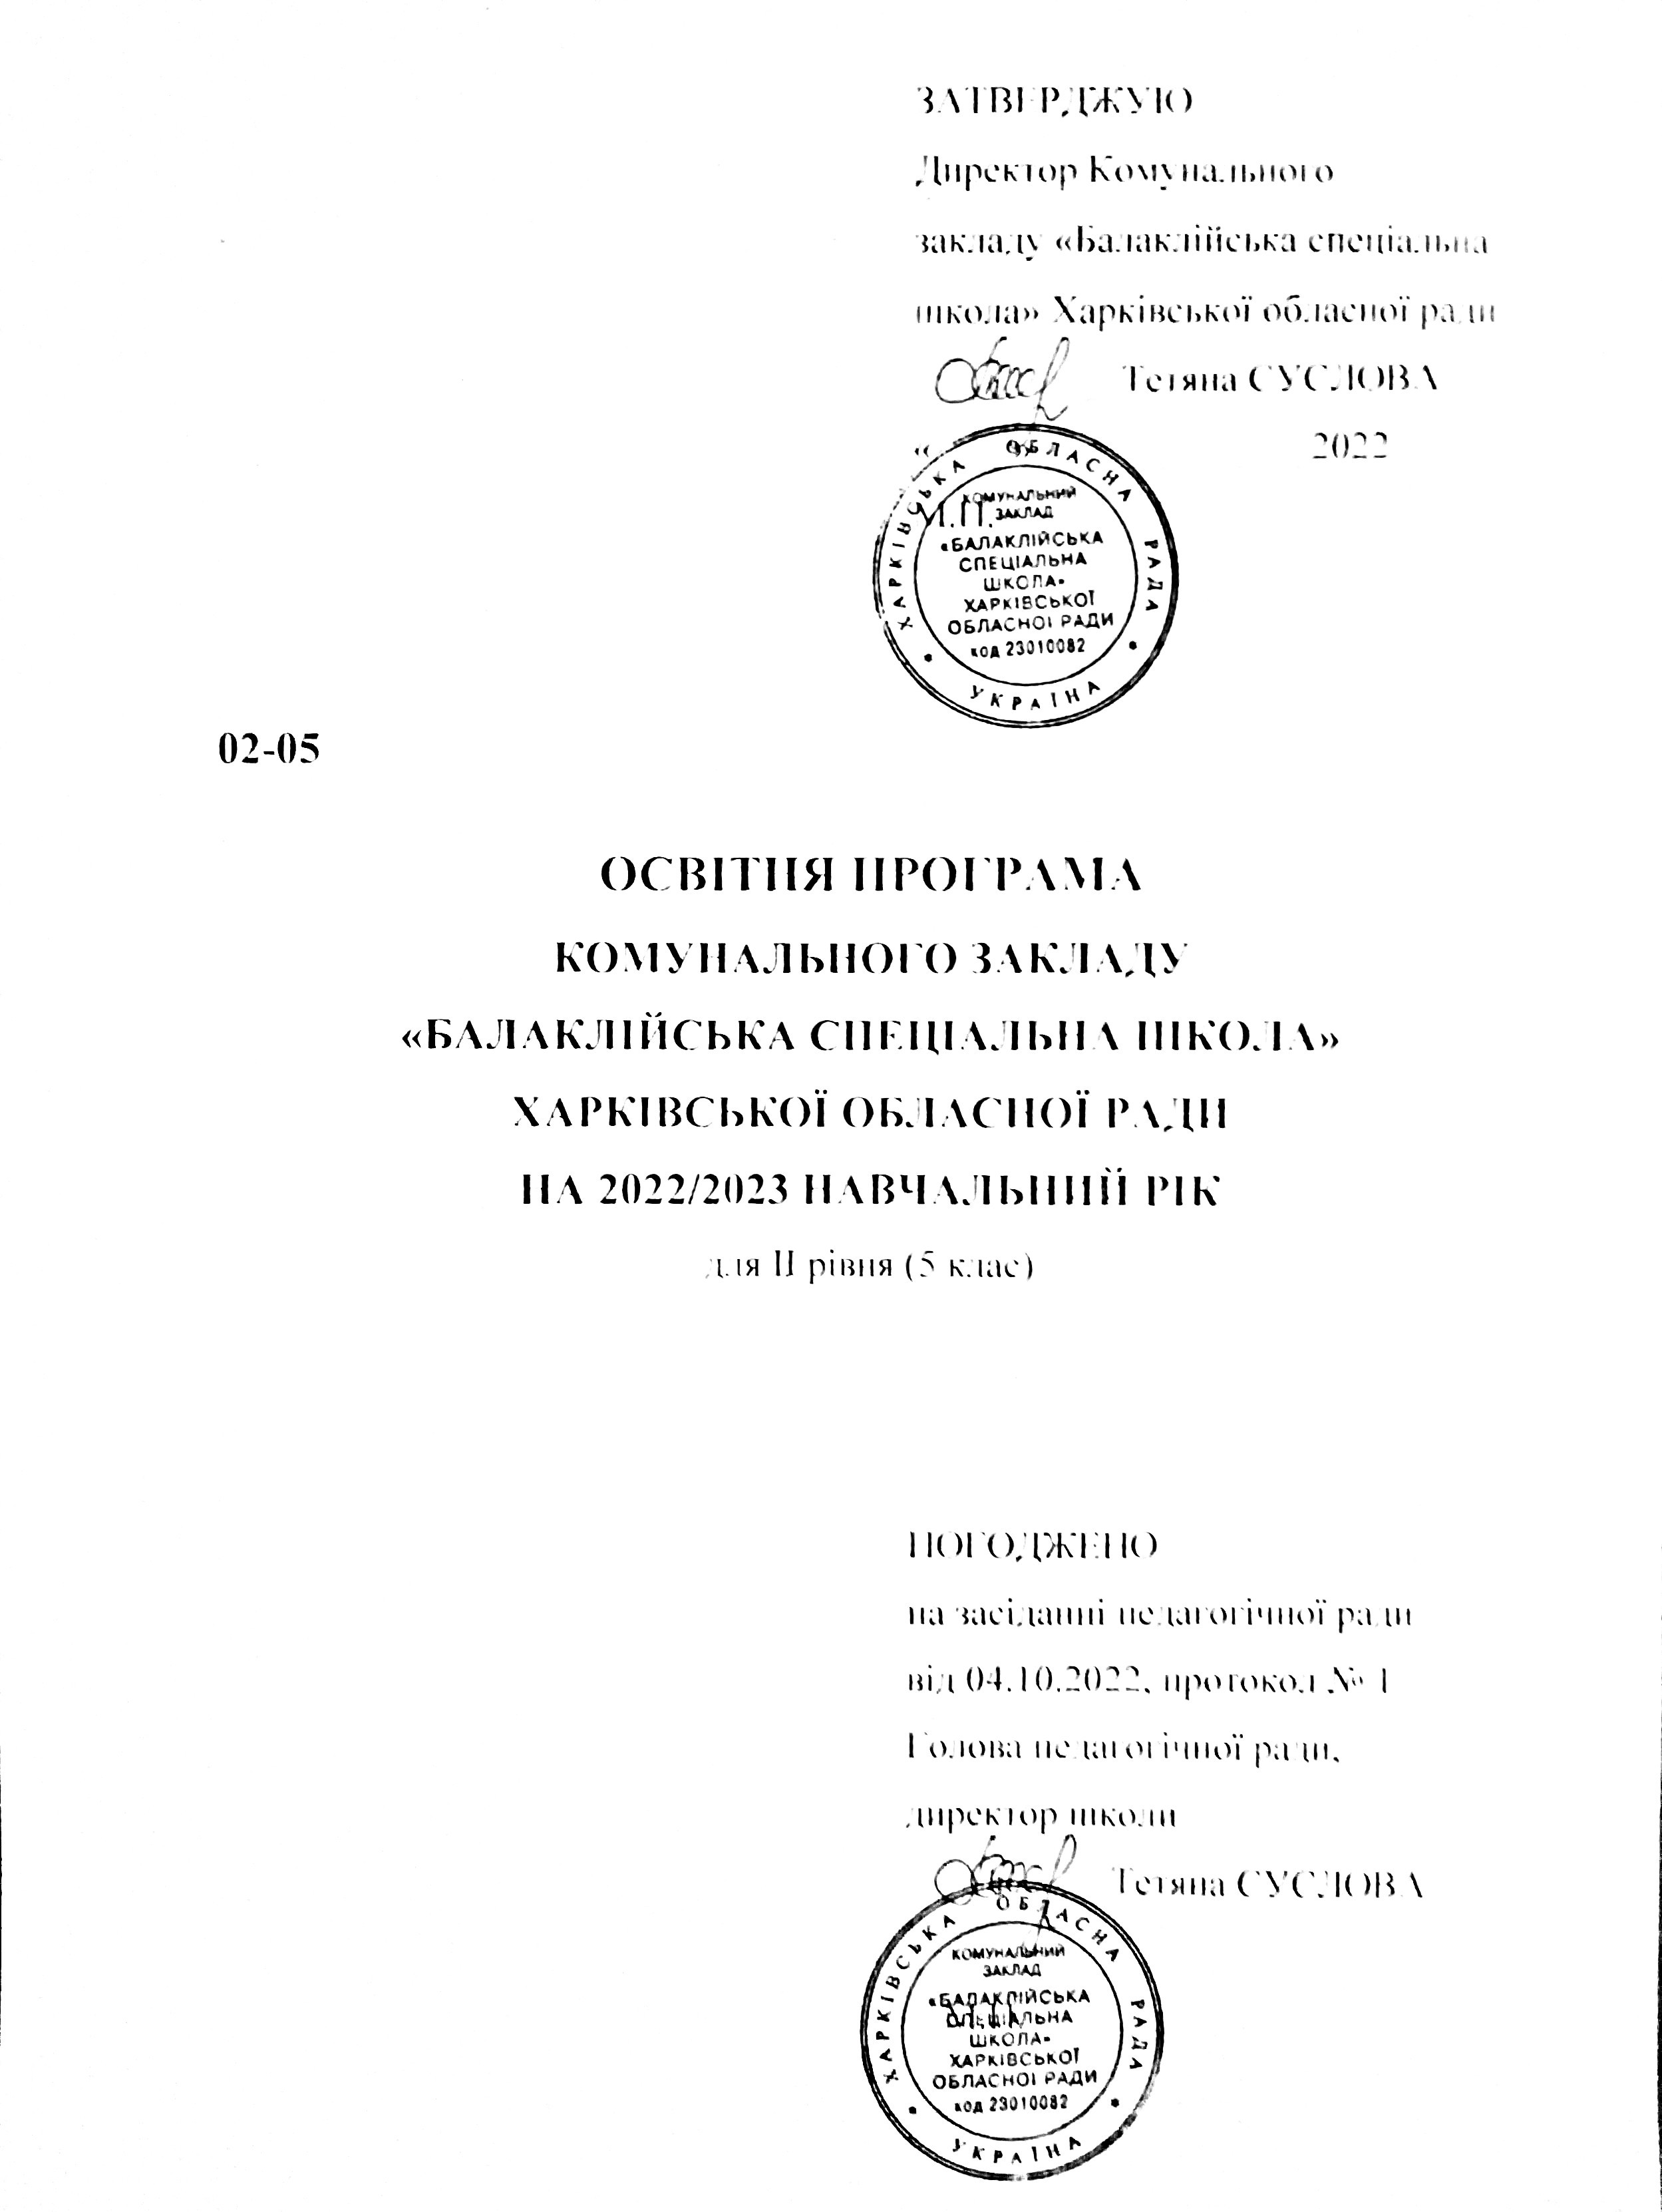 ЗАТВЕРДЖУЮ
Директор Комунального
закладу «Балаклійська спеціальна
школа» Харківської обласної ради
Тетяна СУСЛОВА
« » 2022
М.П.
ХАРКІВСЬКА ОБЛАСНА РАДА
КОМУНАЛЬНИЙ
ЗАКЛАД
«БАЛАКЛІЙСЬКА
СПЕЦІАЛЬНА
ШКОЛА»
ХАРКІВСЬКОЇ
ОБЛАСНОЇ РАДИ
код 23010082
УКРАЇНА
02-05
ОСВІТНЯ ПРОГРАМА
КОМУНАЛЬНОГО ЗАКЛАДУ
«БАЛАКЛІЙСЬКА СПЕЦІАЛЬНА ШКОЛА»
ХАРКІВСЬКОЇ ОБЛАСНОЇ РАДИ
НА 2022/2023 НАВЧАЛЬНИЙ РІК
для ІІ рівня (5 клас)
ПОГОДЖЕНО
на засіданні педагогічної ради
від 04.10.2022, протокол № 1
Голова педагогічної ради,
директор школи
Тетяна СУСЛОВА
ХАРКІВСЬКА ОБЛАСНА РАДА
КОМУНАЛЬНИЙ
ЗАКЛАД
«БАЛАКЛІЙСЬКА
СПЕЦІАЛЬНА
ШКОЛА»
ХАРКІВСЬКОЇ
ОБЛАСНОЇ РАДИ
код 23010082
УКРАЇНА